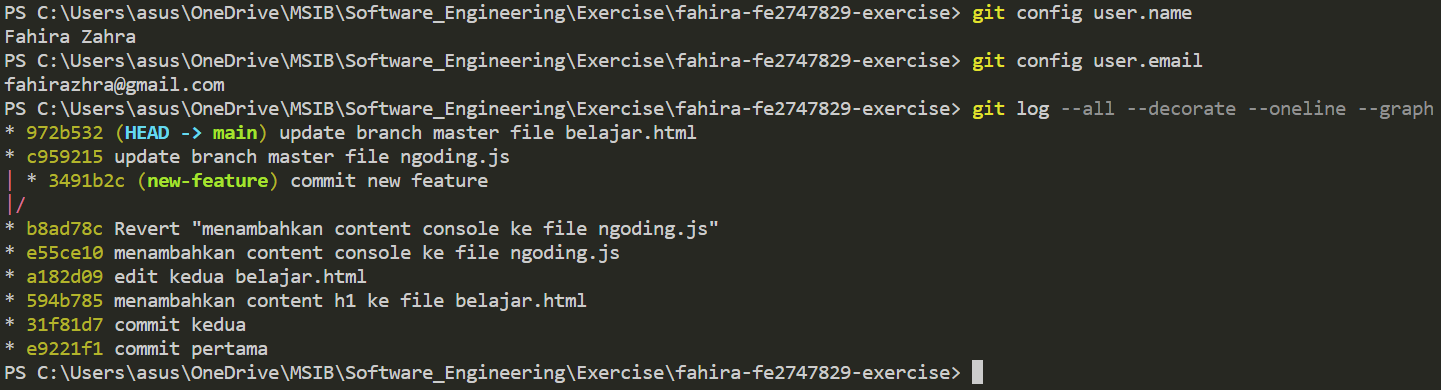 PS C:\Users\asus\OneDrive\MSIB\Software_Engineering\Exercise\fahira-fe2747829-exercise> git config user.name
Fahira Zahra
PS C:\Users\asus\OneDrive\MSIB\Software_Engineering\Exercise\fahira-fe2747829-exercise> git config user.email
fahirazhra@gmail.com
PS C:\Users\asus\OneDrive\MSIB\Software_Engineering\Exercise\fahira-fe2747829-exercise> git log --all --decorate --oneline --graph
* 972b532 (HEAD -> main) update branch master file belajar.html
* c959215 update branch master file ngoding.js
| * 3491b2c (new-feature) commit new feature
|/
* b8ad78c Revert "menambahkan content console ke file ngoding.js"
* e55ce10 menambahkan content console ke file ngoding.js
* a182d09 edit kedua belajar.html
* 594b785 menambahkan content h1 ke file belajar.html
* 31f81d7 commit kedua
* e9221f1 commit pertama
PS C:\Users\asus\OneDrive\MSIB\Software_Engineering\Exercise\fahira-fe2747829-exercise>